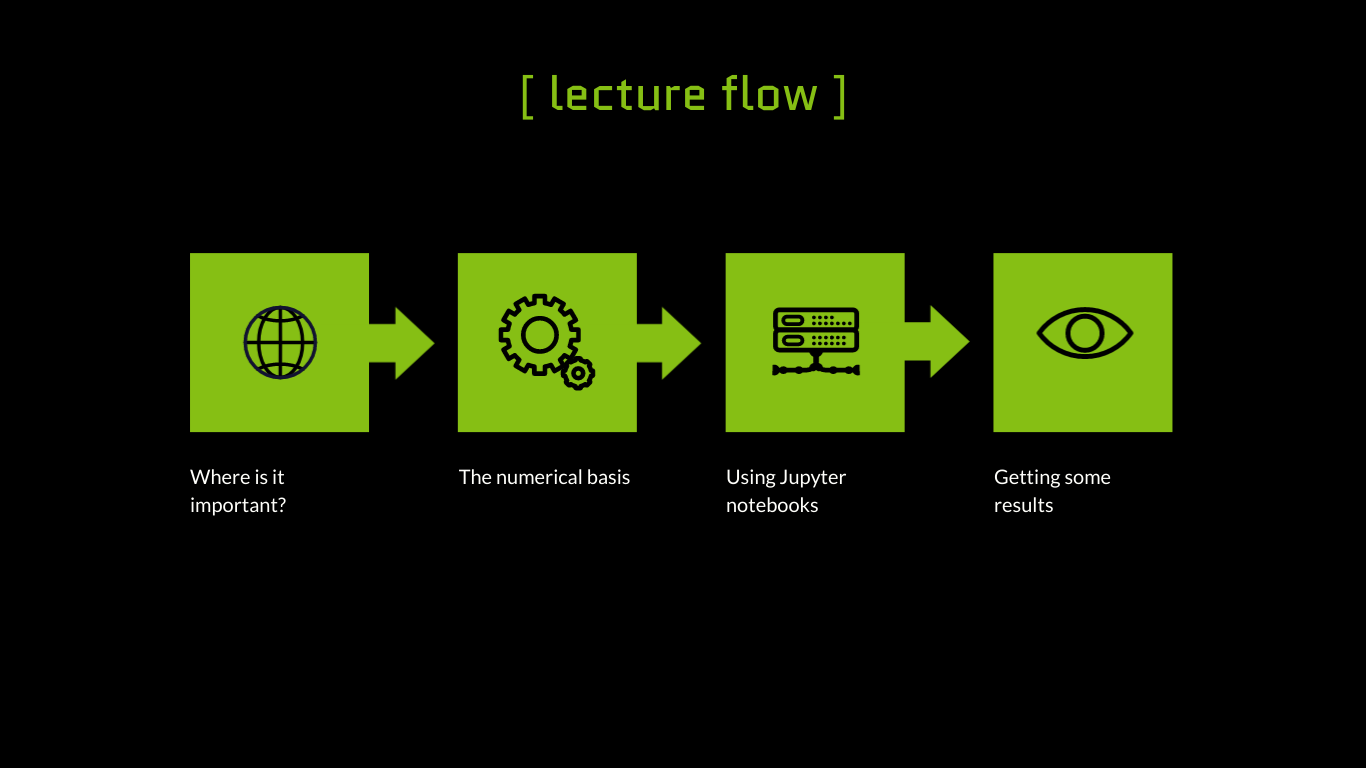 [ lecture flow ]
Where is it
important?
The numerical basis
Using Jupyter
notebooks
Getting some
results